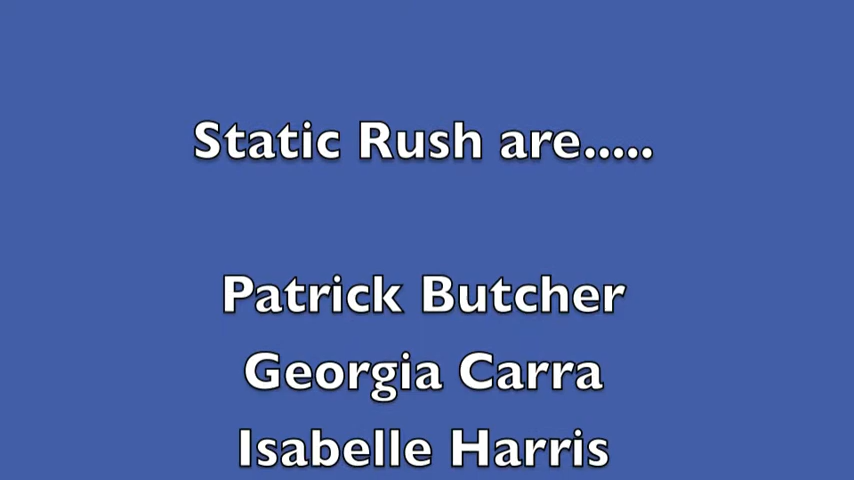 Static Rush are.....
Patrick Butcher
Georgia Carra
Isabelle Harris